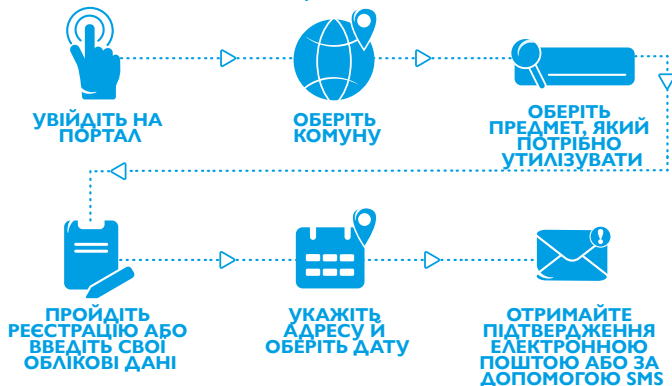 УВІЙДІТЬ НА
ПОРТАЛ
ОБЕРІТЬ
КОМУНУ
ОБЕРІТЬ
ПРЕДМЕТ, ЯКИЙ
ПОТРІБНО
УТИЛІЗУВАТИ
ПРОЙДІТЬ
РЕЄСТРАЦІЮ АБО
ВВЕДІТЬ СВОЇ
ОБЛІКОВІ ДАНІ
УКАЖІТЬ
АДРЕСУ Й
ОБЕРІТЬ ДАТУ
ОТРИМАЙТЕ
ПІДТВЕРДЖЕННЯ
ЕЛЕКТРОННОЮ
ПОШТОЮ АБО ЗА
ДОПОМОГОЮ SMS